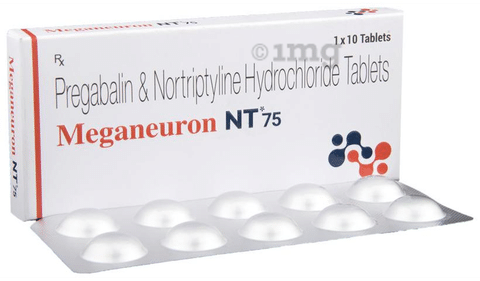 1 x 10 Tablets
Rx
©1mg
Pregabalin & Nortriptyline Hydrochloride Tablets
Meganeuron NT*75
Meganeuron NT*75